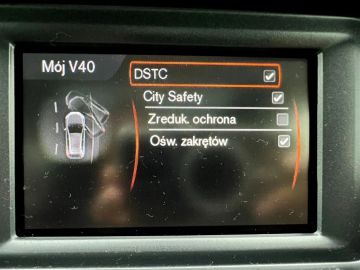 Mój V40
DSTC
City Safety
Zreduk. ochrona
Ośw. zakrętów